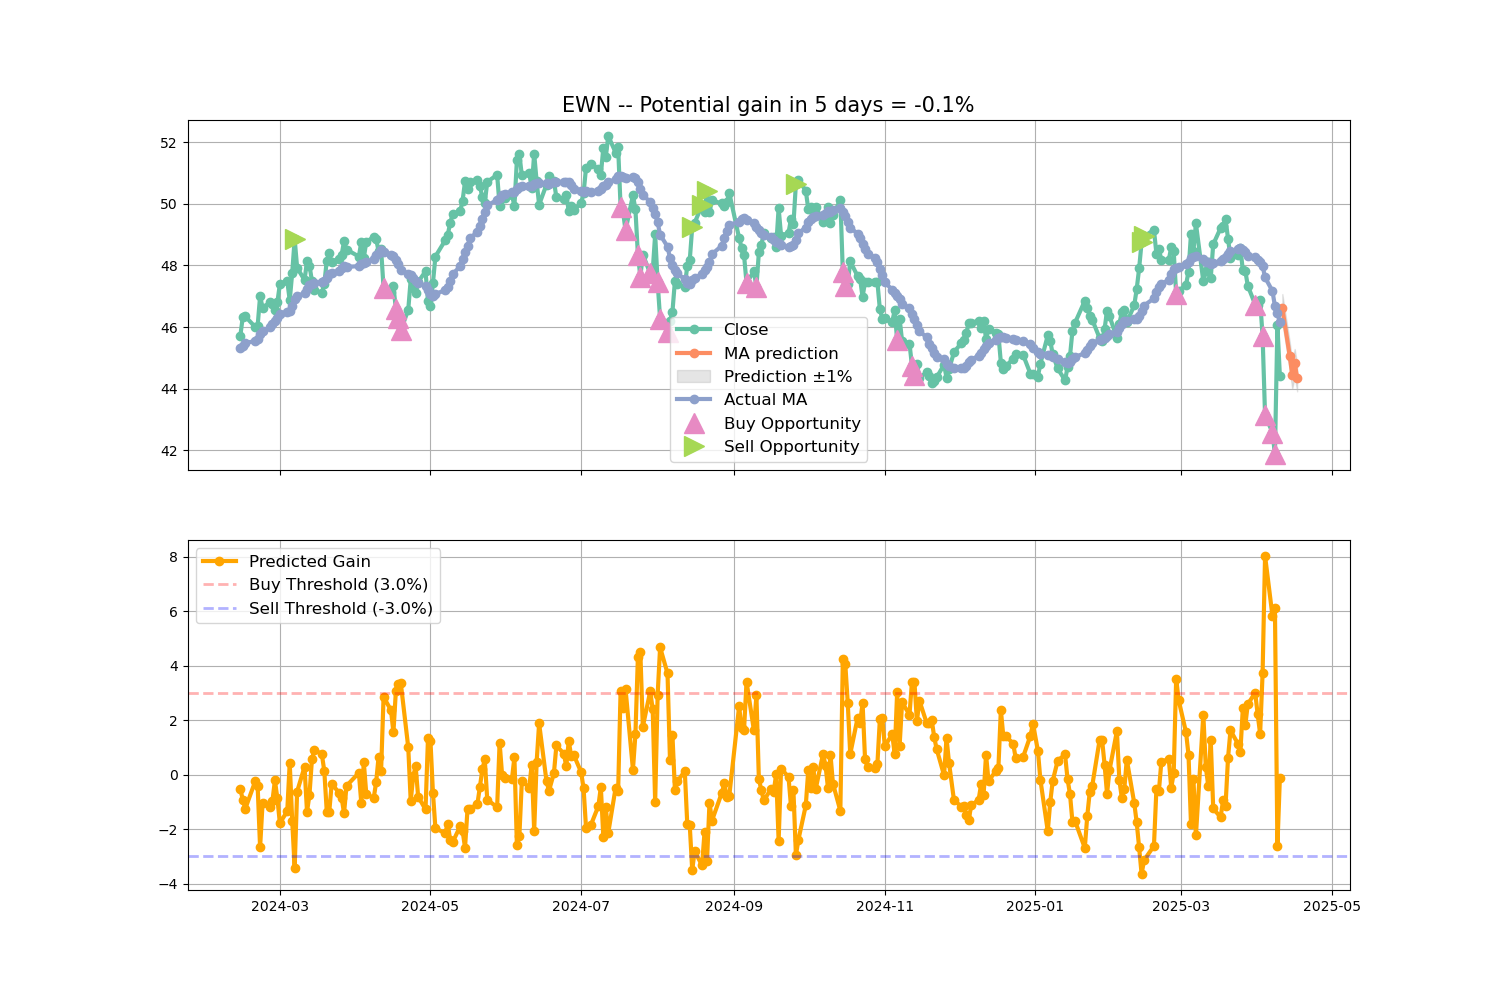 EWN -- Potential gain in 5 days = -0.1%
52
50
48
46
44
42
Close
MA prediction
Prediction ±1%
Actual MA
Buy Opportunity
Sell Opportunity
8
6
4
2
0
−2
−4
Predicted Gain
Buy Threshold (3.0%)
Sell Threshold (-3.0%)
2024-03
2024-05
2024-07
2024-09
2024-11
2025-01
2025-03
2025-05